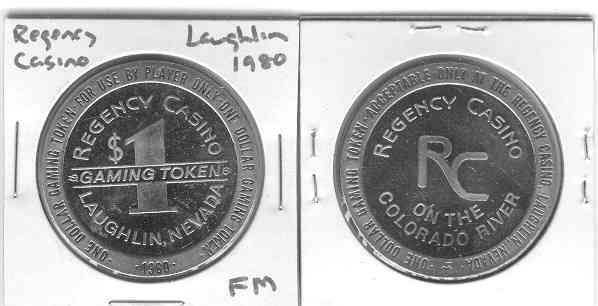 Regency Casino
Laughlin 1980
·ONE DOLLAR GAMING TOKEN FOR USE BY PLAYER ONLY·ONE DOLLAR GAMING TOKEN·
REGENCY CASINO
$1
GAMING TOKEN
LAUGHLIN, NEVADA
·1980·
FM
ONE DOLLAR GAMING TOKEN·ACCEPTABLE ONLY AT THE REGENCY CASINO, LAUGHLIN, NEVADA
REGENCY CASINO
RC
ON THE
COLORADO RIVER